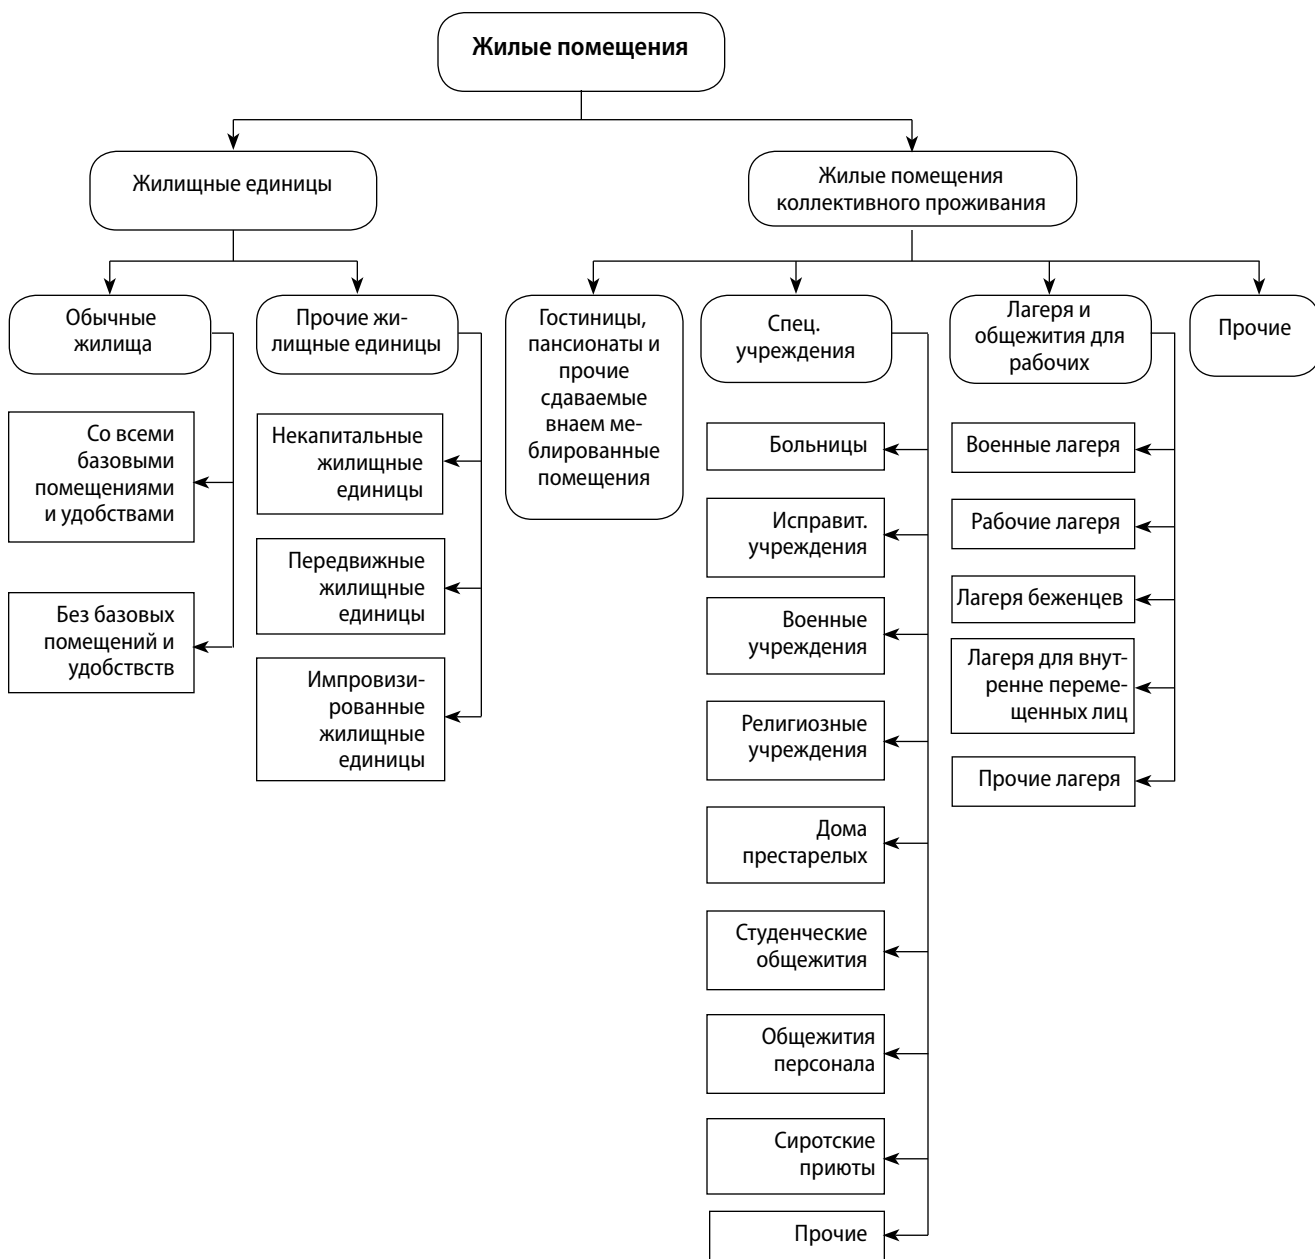 Жилые помещения
Жилищные единицы
Жилые помещения
коллективного проживания
Обычные
жилища
Прочие жи-
лищные единицы
Гостиницы,
пансионаты и
прочие
сдаваемые
внаем ме-
блированные
помещения
Спец.
учреждения
Лагеря и
общежития для
рабочих
Прочие
Со всеми
базовыми
помещениями
и удобствами
Без базовых
помещений и
удобствств
Некапитальные
жилищные
единицы
Передвижные
жилищные
единицы
Импровизи-
рованные
жилищные
единицы
Больницы
Исправит.
учреждения
Военные
учреждения
Религиозные
учреждения
Дома
престарелых
Студенческие
общежития
Общежития
персонала
Сиротские
приюты
Прочие
Военные лагеря
Рабочие лагеря
Лагеря беженцев
Лагеря для внут-
ренне переме-
щенных лиц
Прочие лагеря